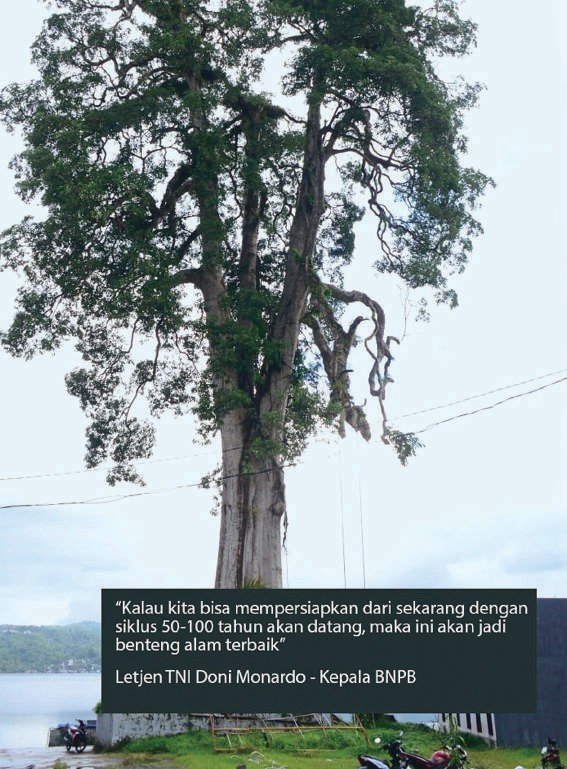 “Kalau kita bisa mempersiapkan dari sekarang dengan
siklus 50-100 tahun akan datang, maka ini akan jadi
benteng alam terbaik”
Letjen TNI Doni Monardo - Kepala BNPB